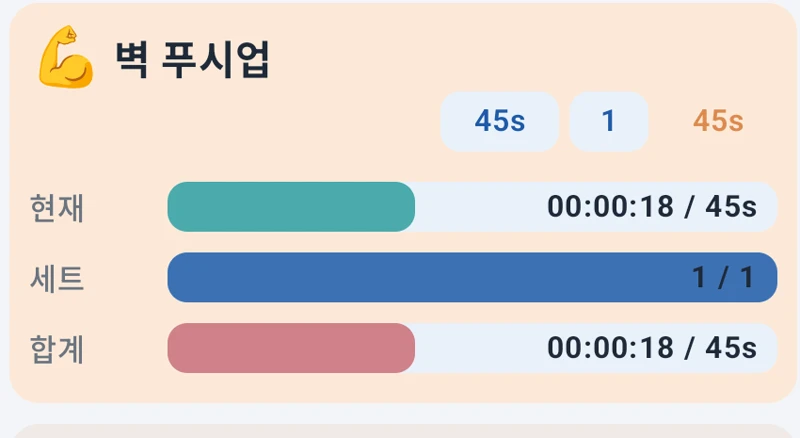 벽 푸시업
45s 1 45s
현재 00:00:18 / 45s
세트 1 / 1
합계 00:00:18 / 45s